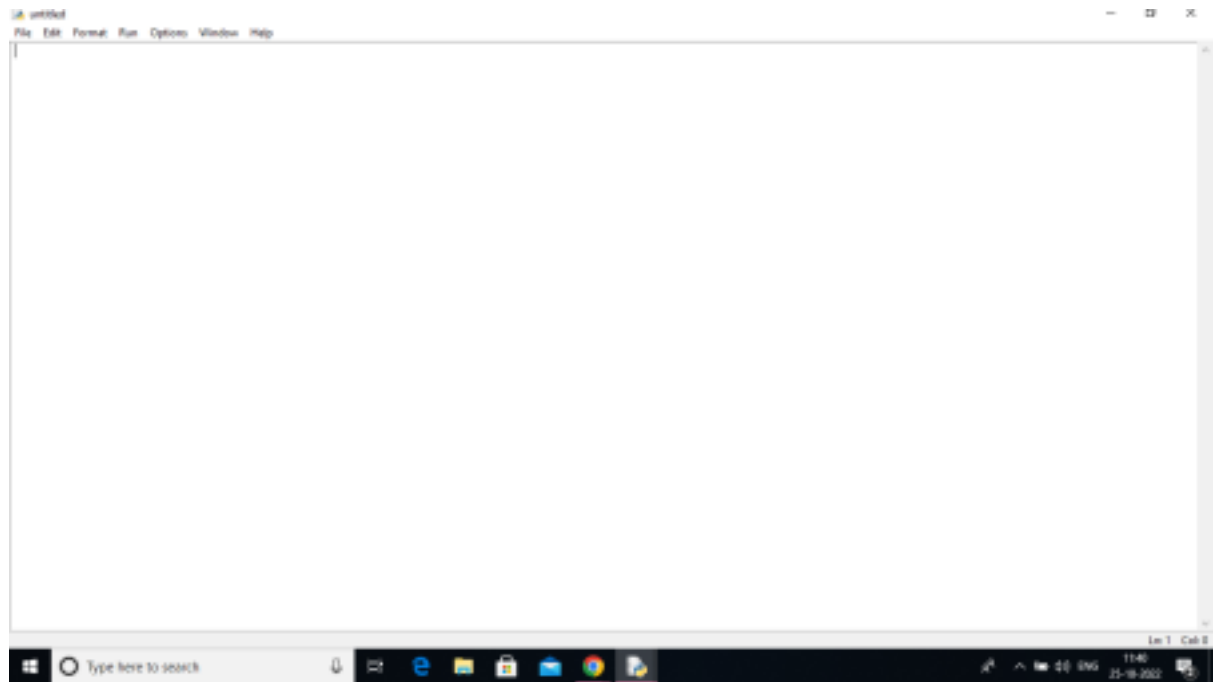 untitled
File Edit Format Run Options Window Help
Ln 1 Col 0
Type here to search
ENG
11:40
25-10-2022